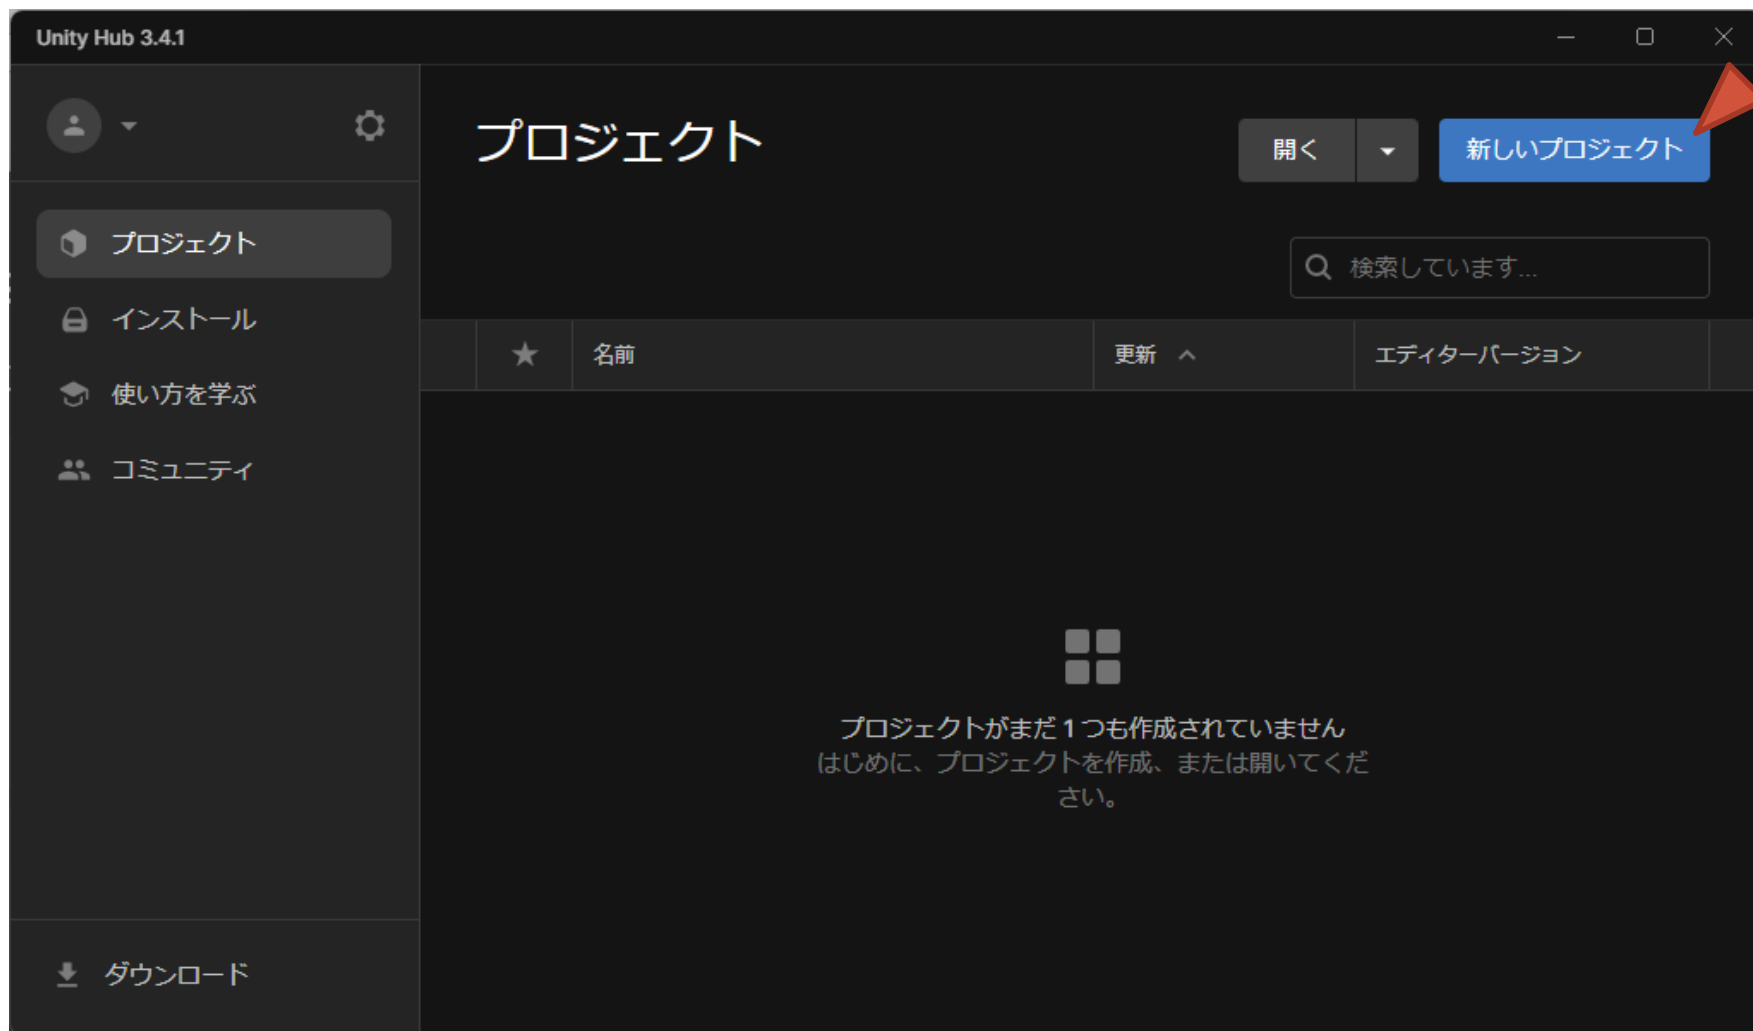 Unity Hub 3.4.1
プロジェクト
開く
新しいプロジェクト
プロジェクト
インストール
使い方を学ぶ
コミュニティ
検索しています...
名前
更新
エディターバージョン
プロジェクトがまだ 1 つも作成されていません
はじめに、プロジェクトを作成、または開いてくだ
さい。
ダウンロード